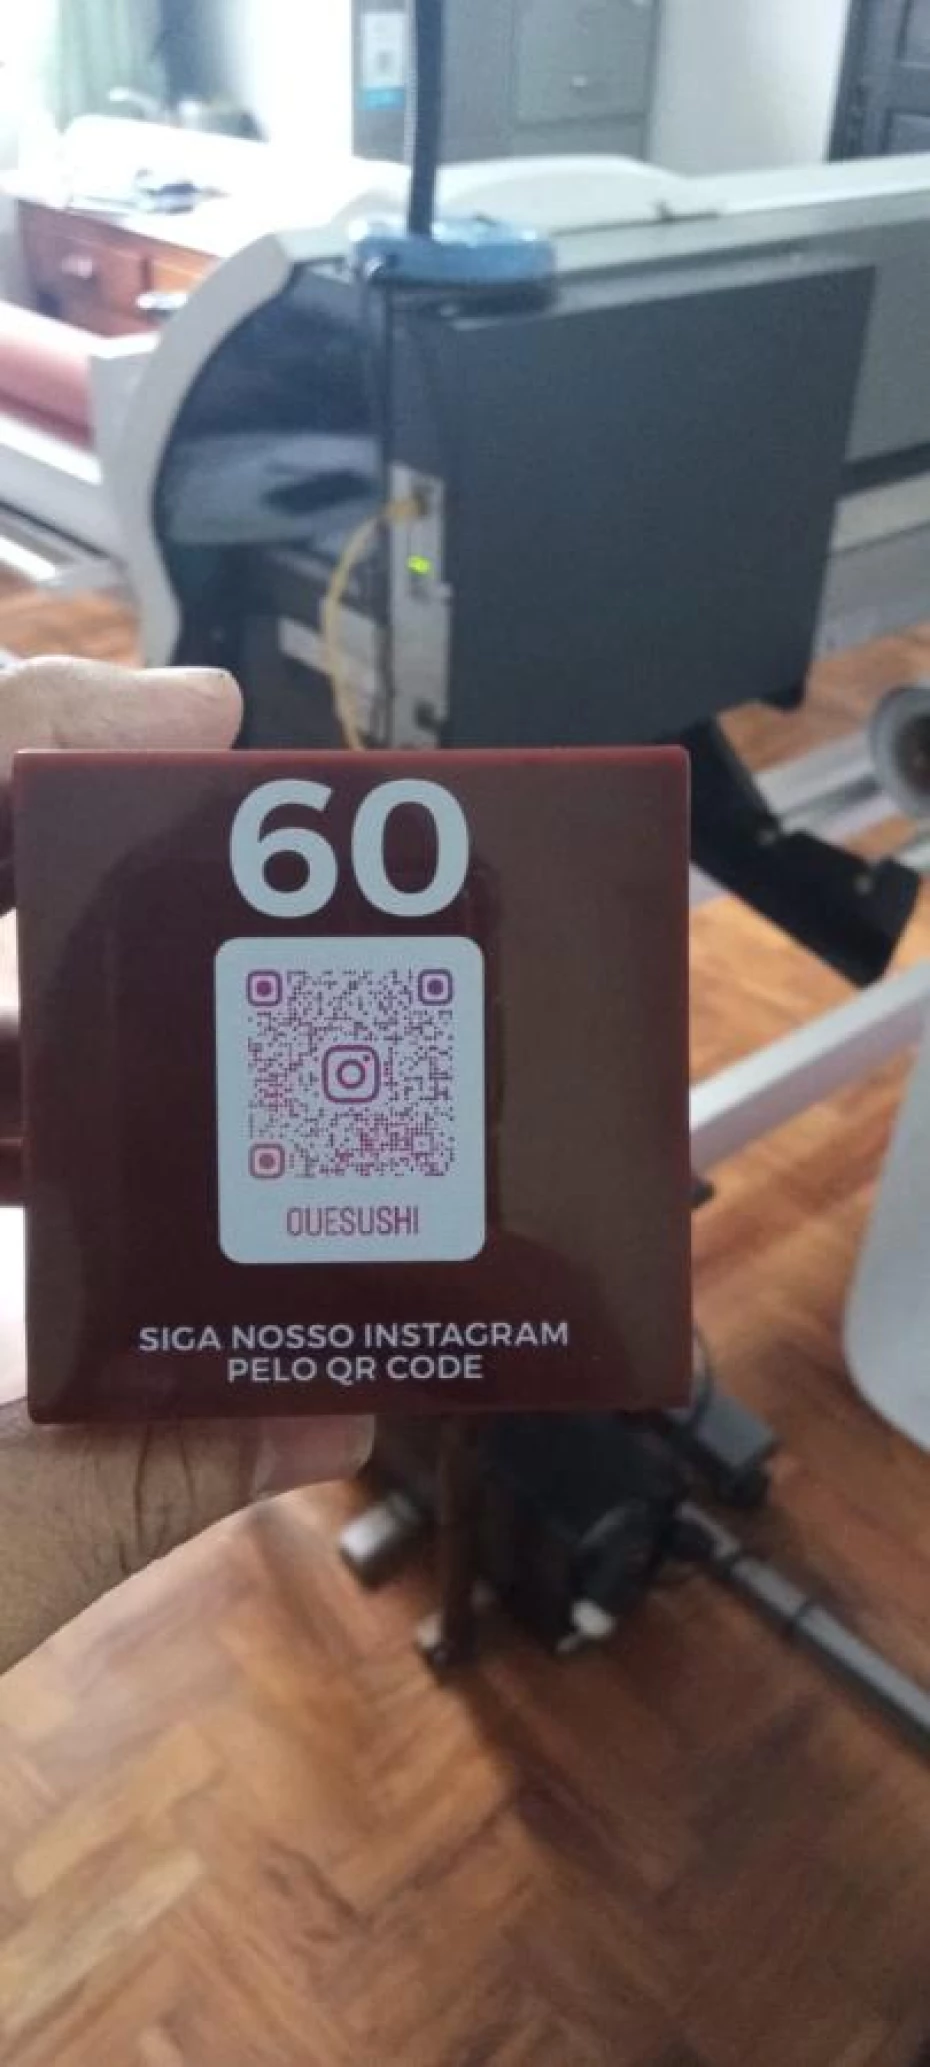 60
QUESUSHI
SIGA NOSSO INSTAGRAM
PELO QR CODE